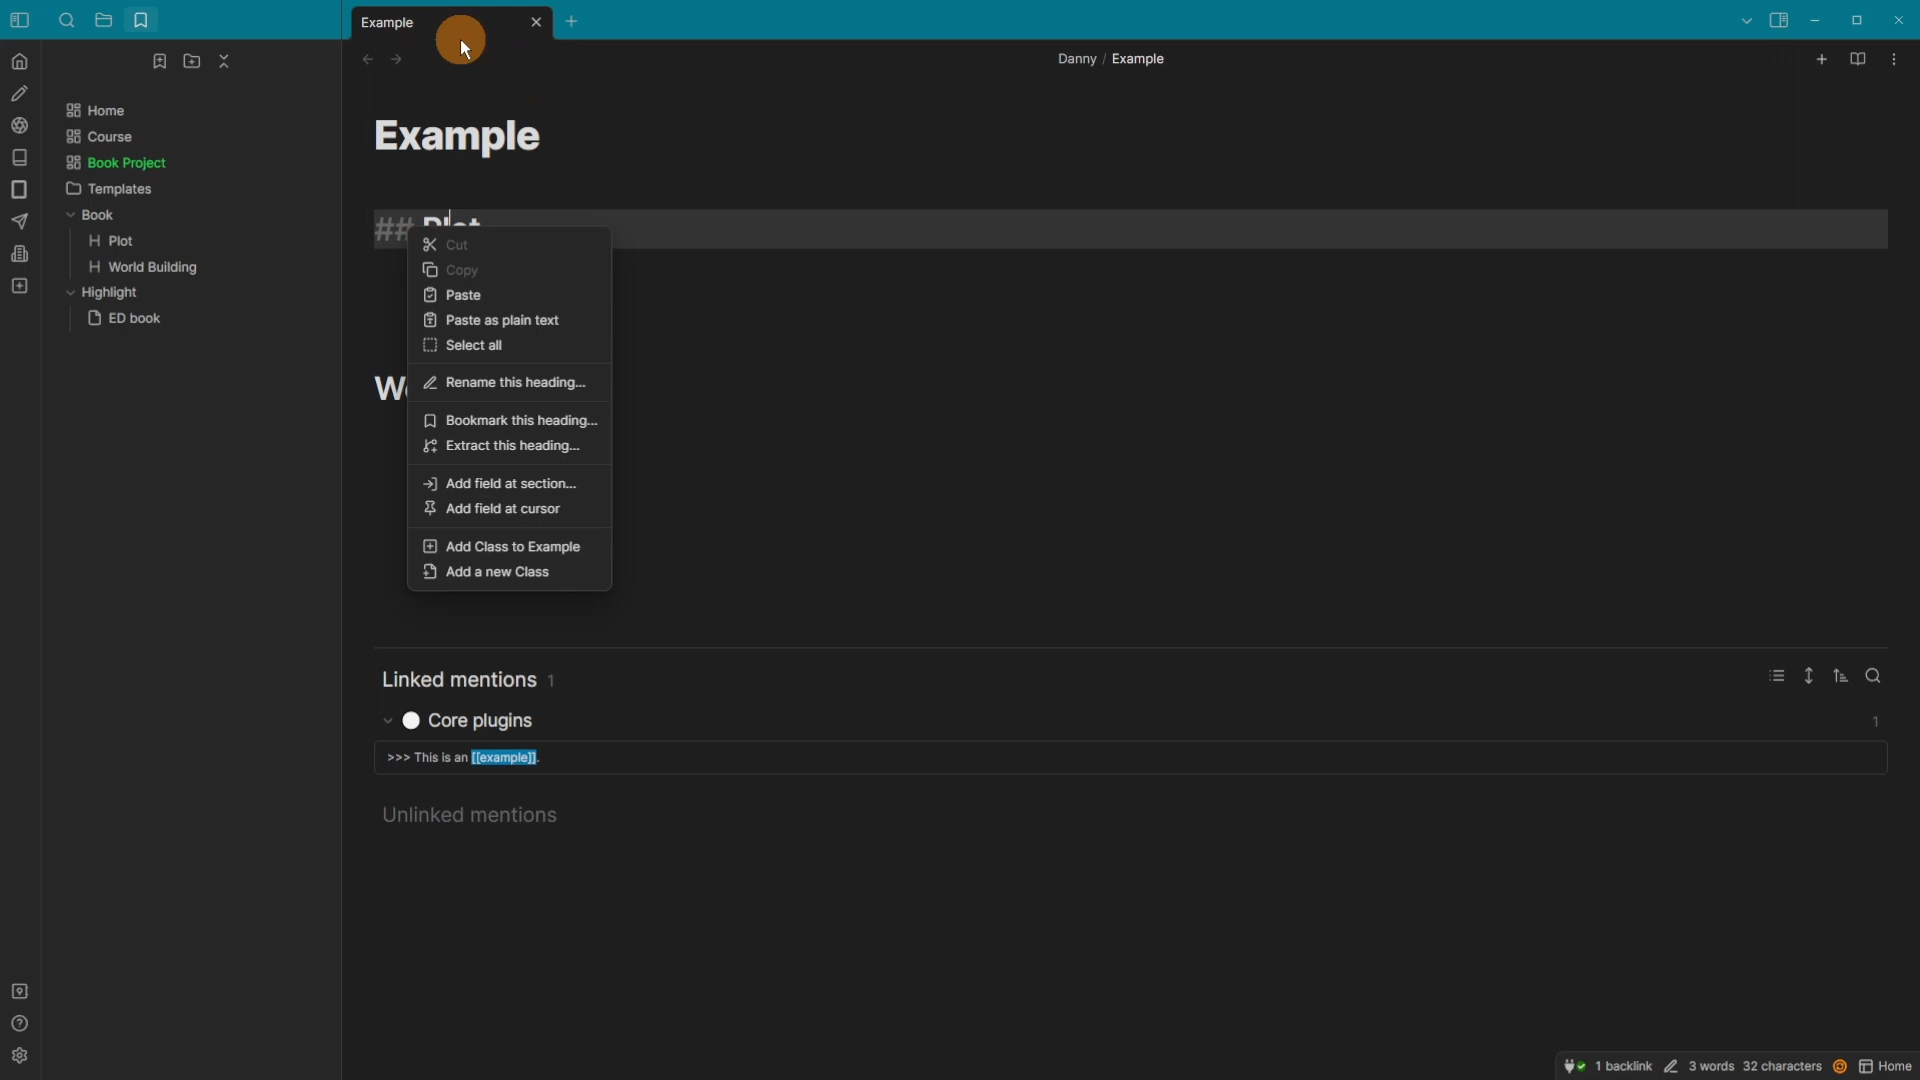 Example
Danny / Example
Home
Course
Book Project
Templates
Book
Plot
World Building
Highlight
ED book
Example
## Plot
Cut
Copy
Paste
Paste as plain text
Select all
Rename this heading...
Bookmark this heading...
Extract this heading...
Add field at section...
Add field at cursor
Add Class to Example
Add a new Class
Linked mentions 1
Core plugins 1
>>> This is an [[example]].
Unlinked mentions
1 backlink 3 words 32 characters Home